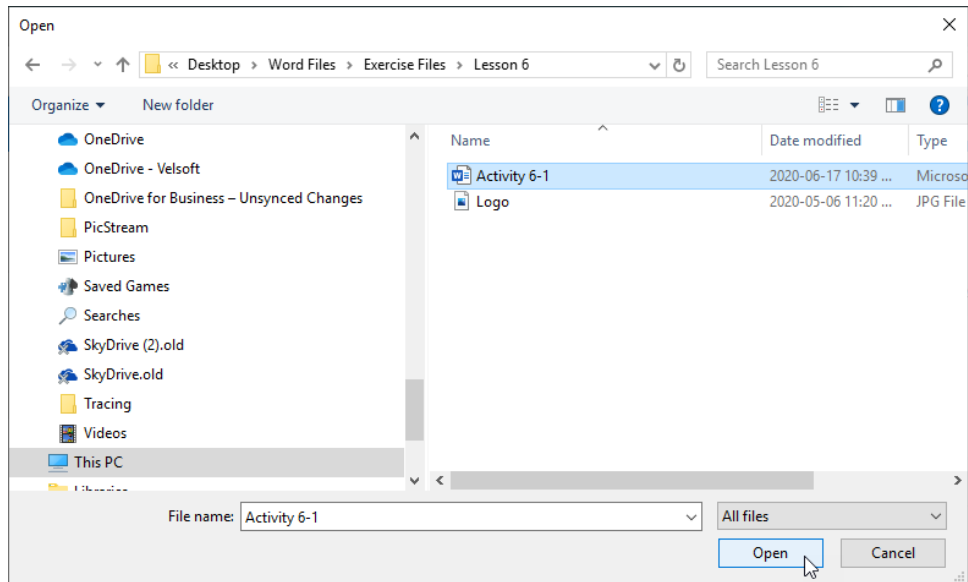 Open
« Desktop > Word Files > Exercise Files > Lesson 6
Search Lesson 6
Organize
New folder
?
OneDrive
OneDrive - Velsoft
OneDrive for Business – Unsynced Changes
PicStream
Pictures
Saved Games
Searches
SkyDrive (2).old
SkyDrive.old
Tracing
Videos
This PC
Libraries
Name Date modified Type
Activity 6-1 2020-06-17 10:39 ... Microso
Logo 2020-05-06 11:20 ... JPG File
File name: Activity 6-1
All files
Open Cancel